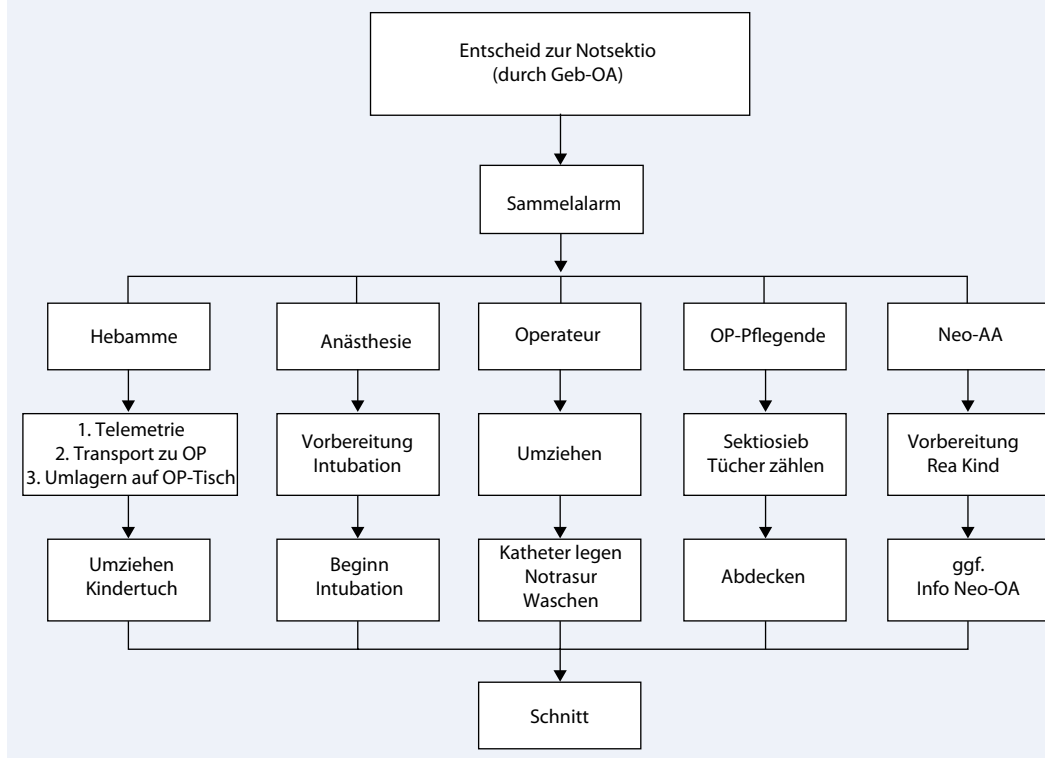 Entscheid zur Notsektio
(durch Geb-OA)
Sammelalarm
Hebamme
Anästhesie
Operateur
OP-Pflegende
Neo-AA
1. Telemetrie
2. Transport zu OP
3. Umlagern auf OP-Tisch
Vorbereitung
Intubation
Umziehen
Sektiosieb
Tücher zählen
Vorbereitung
Rea Kind
Umziehen
Kindertuch
Beginn
Intubation
Katheter legen
Notrasur
Waschen
Abdecken
ggf.
Info Neo-OA
Schnitt